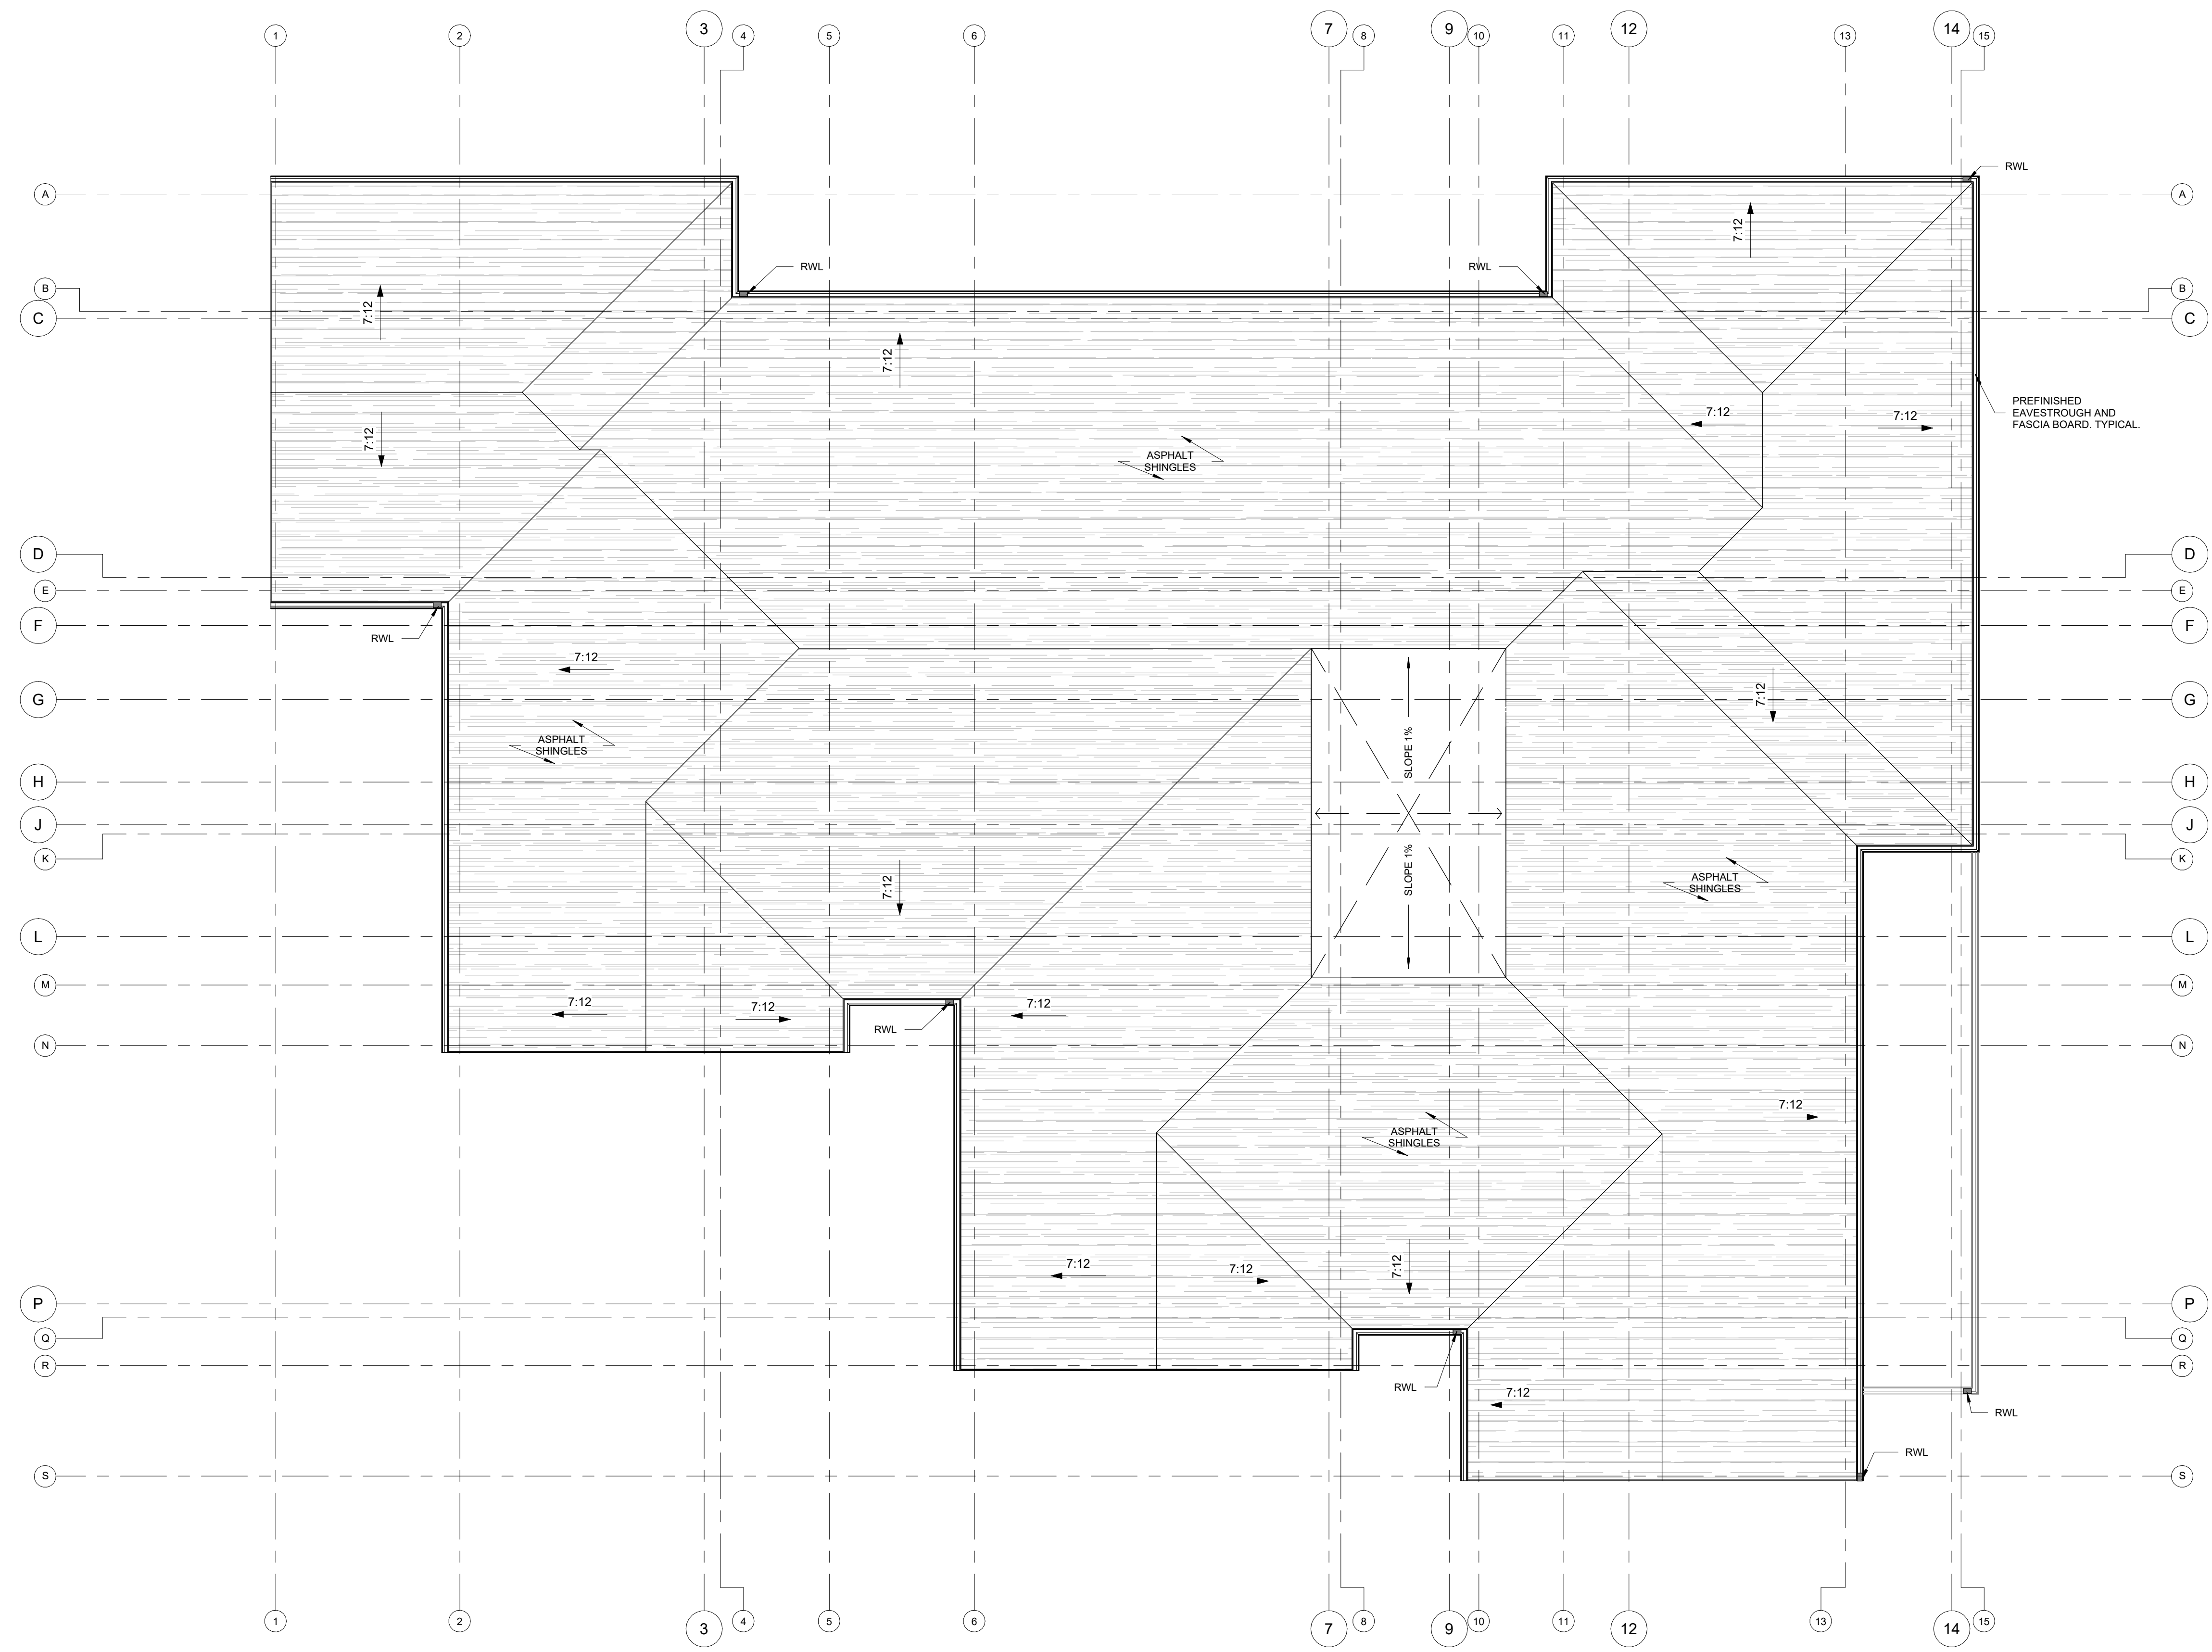 1
2
3
4
5
6
7
8
9
10
11
12
13
14
15
RWL
A
A
7:12
RWL
RWL
B
B
7:12
C
C
7:12
PREFINISHED
EAVESTROUGH AND
FASCIA BOARD. TYPICAL.
7:12
7:12
7:12
ASPHALT
SHINGLES
D
D
E
E
F
F
RWL
7:12
7:12
G
G
ASPHALT
SHINGLES
SLOPE 1%
H
H
J
J
K
K
SLOPE 1%
ASPHALT
SHINGLES
7:12
L
L
M
M
7:12
7:12
7:12
RWL
N
N
7:12
ASPHALT
SHINGLES
7:12
7:12
7:12
P
P
Q
Q
R
R
RWL
7:12
RWL
RWL
S
S
1
2
3
4
5
6
7
8
9
10
11
12
13
14
15